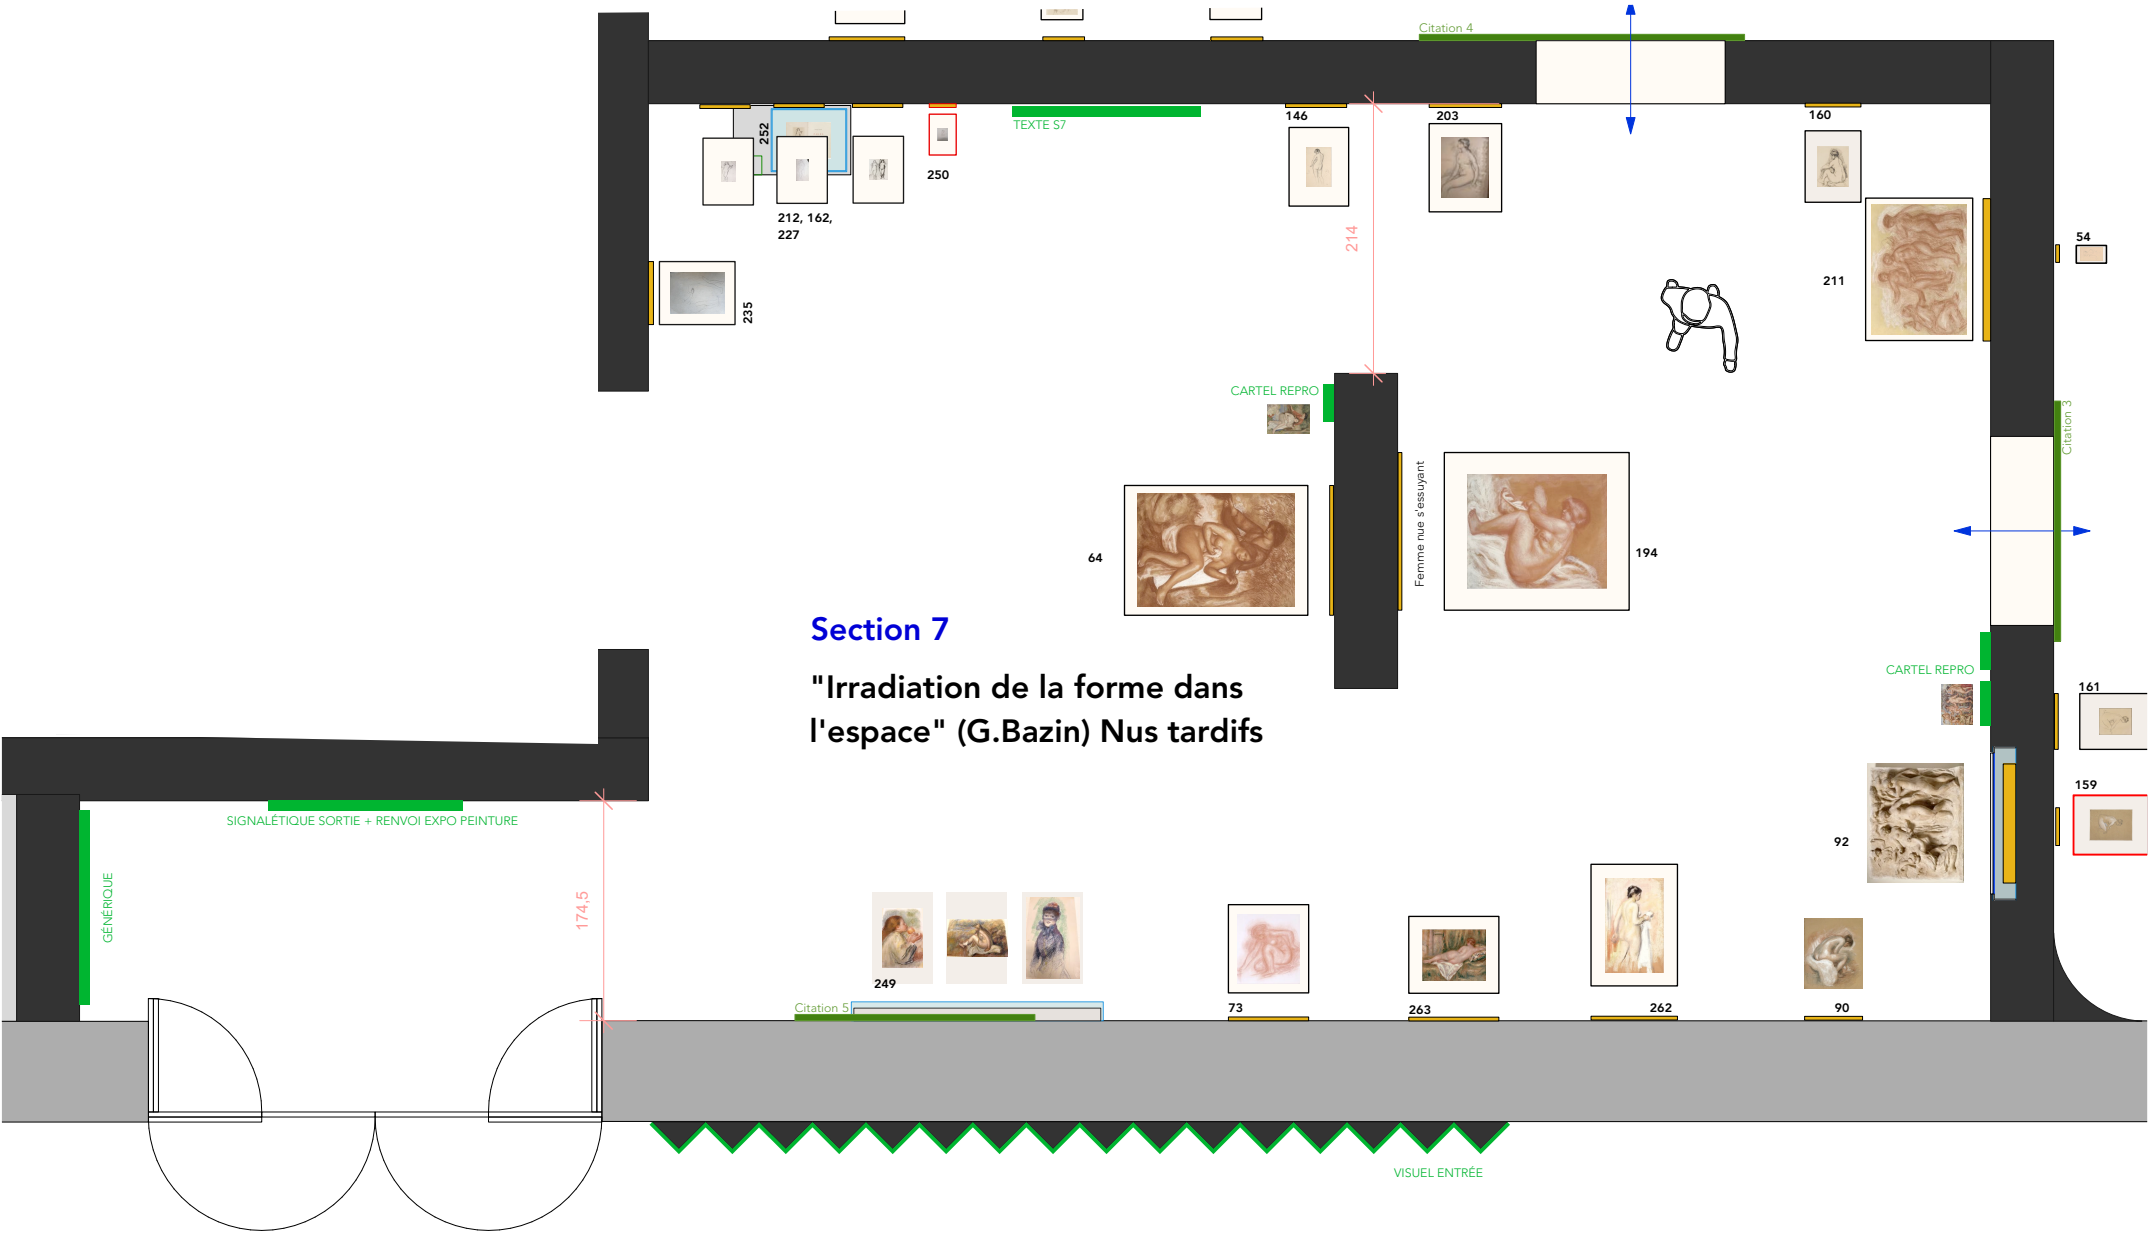 Citation 4
252
TEXTE S7
146
203
160
250
212, 162,
227
235
214
54
211
CARTEL REPRO
Citation 3
Femme nue s'essuyant
64
194
Section 7
"Irradiation de la forme dans
l'espace" (G.Bazin) Nus tardifs
CARTEL REPRO
161
159
92
SIGNALÉTIQUE SORTIE + RENVOI EXPO PEINTURE
GÉNÉRIQUE
174,5
249
Citation 5
73
263
262
90
VISUEL ENTRÉE